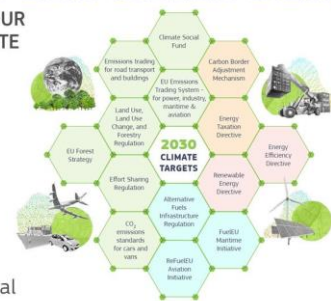 OUR
TE
Climate Social
Fund
Emissions trading
for road transport
and buildings
Carbon Border
Adjustment
Mechanism
EU Emissions
Trading System -
for power, industry,
maritime &
aviation
Land Use,
Land Use
Change, and
Forestry
Regulation
Energy
Taxation
Directive
EU Forest
Strategy
2030
CLIMATE
TARGETS
Energy
Efficiency
Directive
Effort Sharing
Regulation
Renewable
Energy
Directive
Alternative
Fuels
Infrastructure
Regulation
CO₂
emissions
standards
for cars and
vans
FuelEU
Maritime
Initiative
ReFuelEU
Aviation
Initiative
al